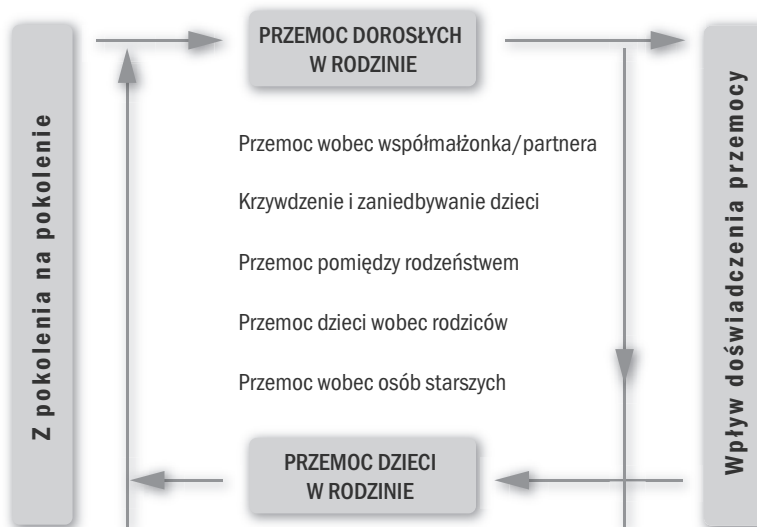 PRZEMOC DOROSŁYCH
W RODZINIE
Z pokolenia na pokolenie
Przemoc wobec współmałżonka/partnera
Krzywdzenie i zaniedbywanie dzieci
Przemoc pomiędzy rodzeństwem
Przemoc dzieci wobec rodziców
Przemoc wobec osób starszych
Wpływ doświadczenia przemocy
PRZEMOC DZIECI
W RODZINIE